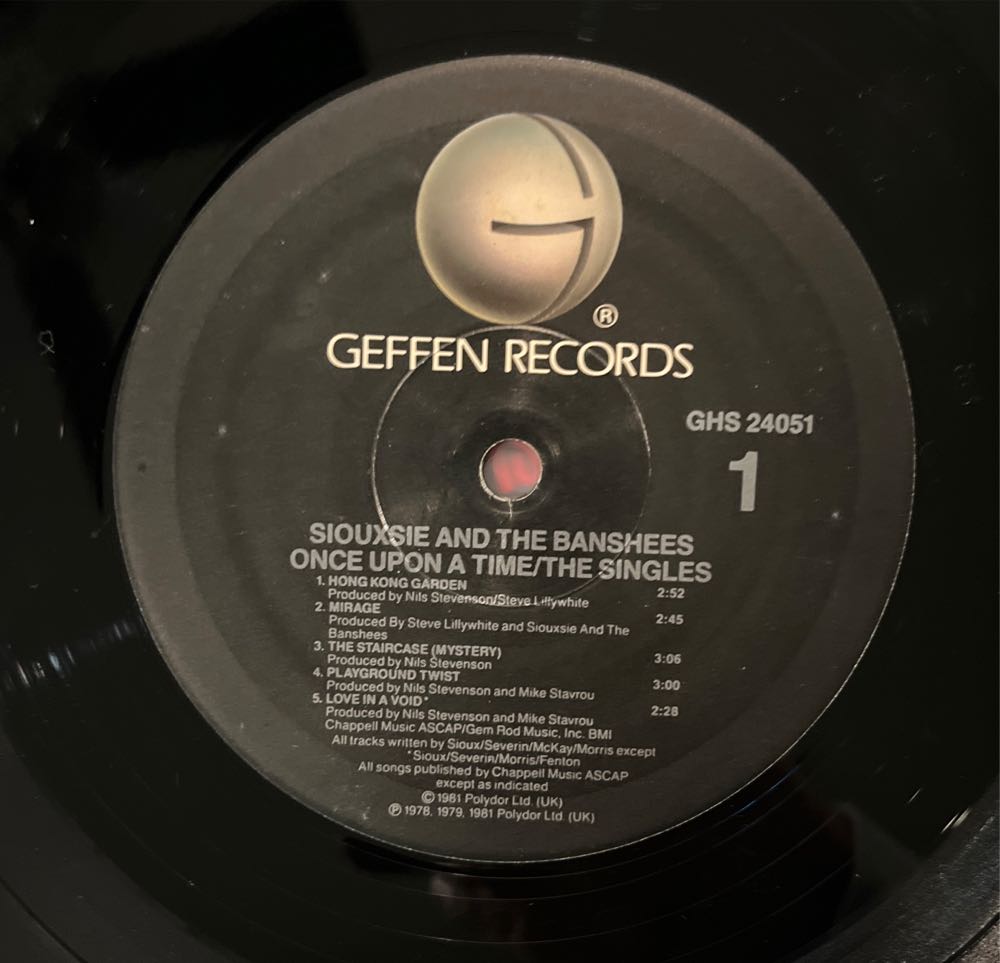 ®
GEFFEN RECORDS
GHS 24051
1
SIOUXSIE AND THE BANSHEES
ONCE UPON A TIME/THE SINGLES
1. HONG KONG GARDEN 2:52
Produced by Nils Stevenson/Steve Lillywhite
2. MIRAGE 2:45
Produced By Steve Lillywhite and Siouxsie And The
Banshees
3. THE STAIRCASE (MYSTERY) 3:06
Produced by Nils Stevenson
4. PLAYGROUND TWIST 3:00
Produced by Nils Stevenson and Mike Stavrou
5. LOVE IN A VOID* 2:28
Produced by Nils Stevenson and Mike Stavrou
Chappell Music ASCAP/Gem Rod Music, Inc. BMI
All tracks written by Sioux/Severin/McKay/Morris except
*Sioux/Severin/Morris/Fenton
All songs published by Chappell Music ASCAP
except as indicated
© 1981 Polydor Ltd. (UK)
℗ 1978, 1979, 1981 Polydor Ltd. (UK)